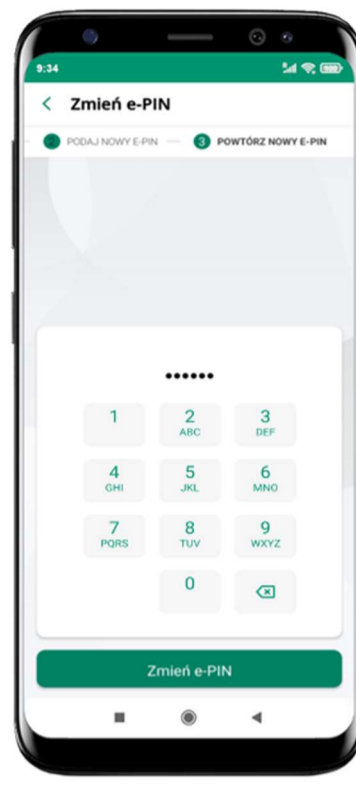 9:34
Zmień e-PIN
2 PODAJ NOWY E-PIN 3 POWTÓRZ NOWY E-PIN
1 2 3
ABC DEF
4 5 6
GHI JKL MNO
7 8 9
PQRS TUV WXYZ
0
Zmień e-PIN